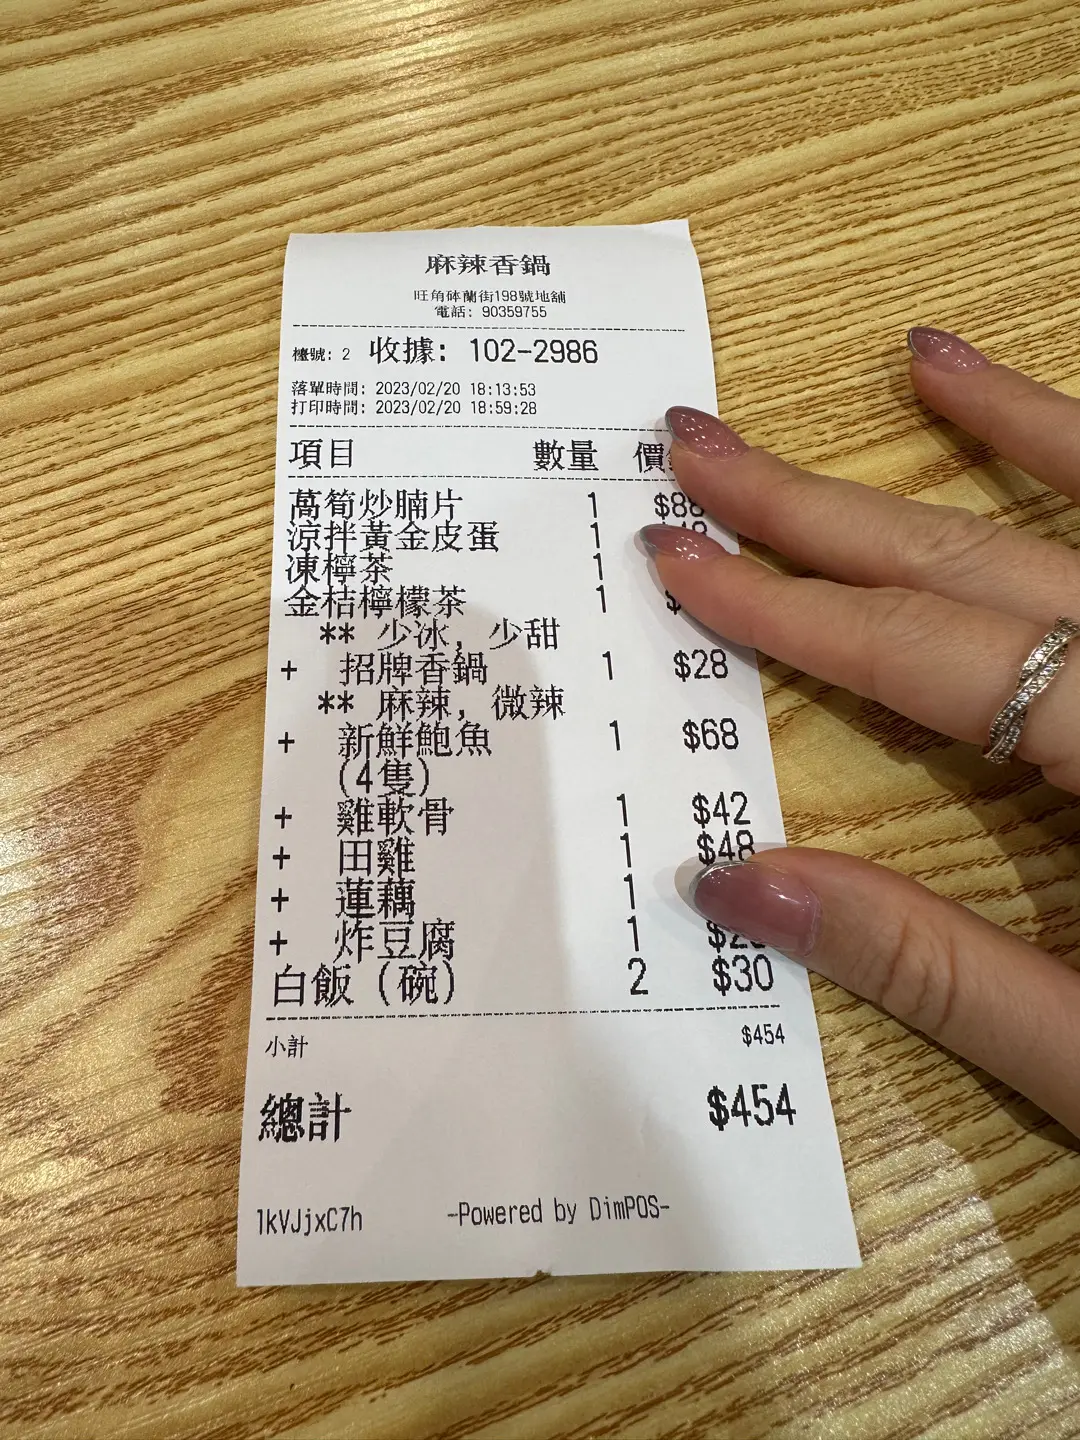 麻辣香鍋
旺角砵蘭街198號地舖
電話: 90359755
檯號: 2 收據: 102-2986
落單時間: 2023/02/20 18:13:53
打印時間: 2023/02/20 18:59:28
項目 數量
萵筍炒腩片 1 $88
涼拌黃金皮蛋 1
凍檸茶 1
金桔檸檬茶 1
** 少冰, 少甜
+ 招牌香鍋 1 $28
** 麻辣, 微辣
+ 新鮮鮑魚 1 $68
(4隻)
+ 雞軟骨 1 $42
+ 田雞 1 $48
+ 蓮藕 1
+ 炸豆腐 1
白飯 (碗) 2 $30
小計 $454
總計 $454
1kVJjxC7h -Powered by DimPOS-